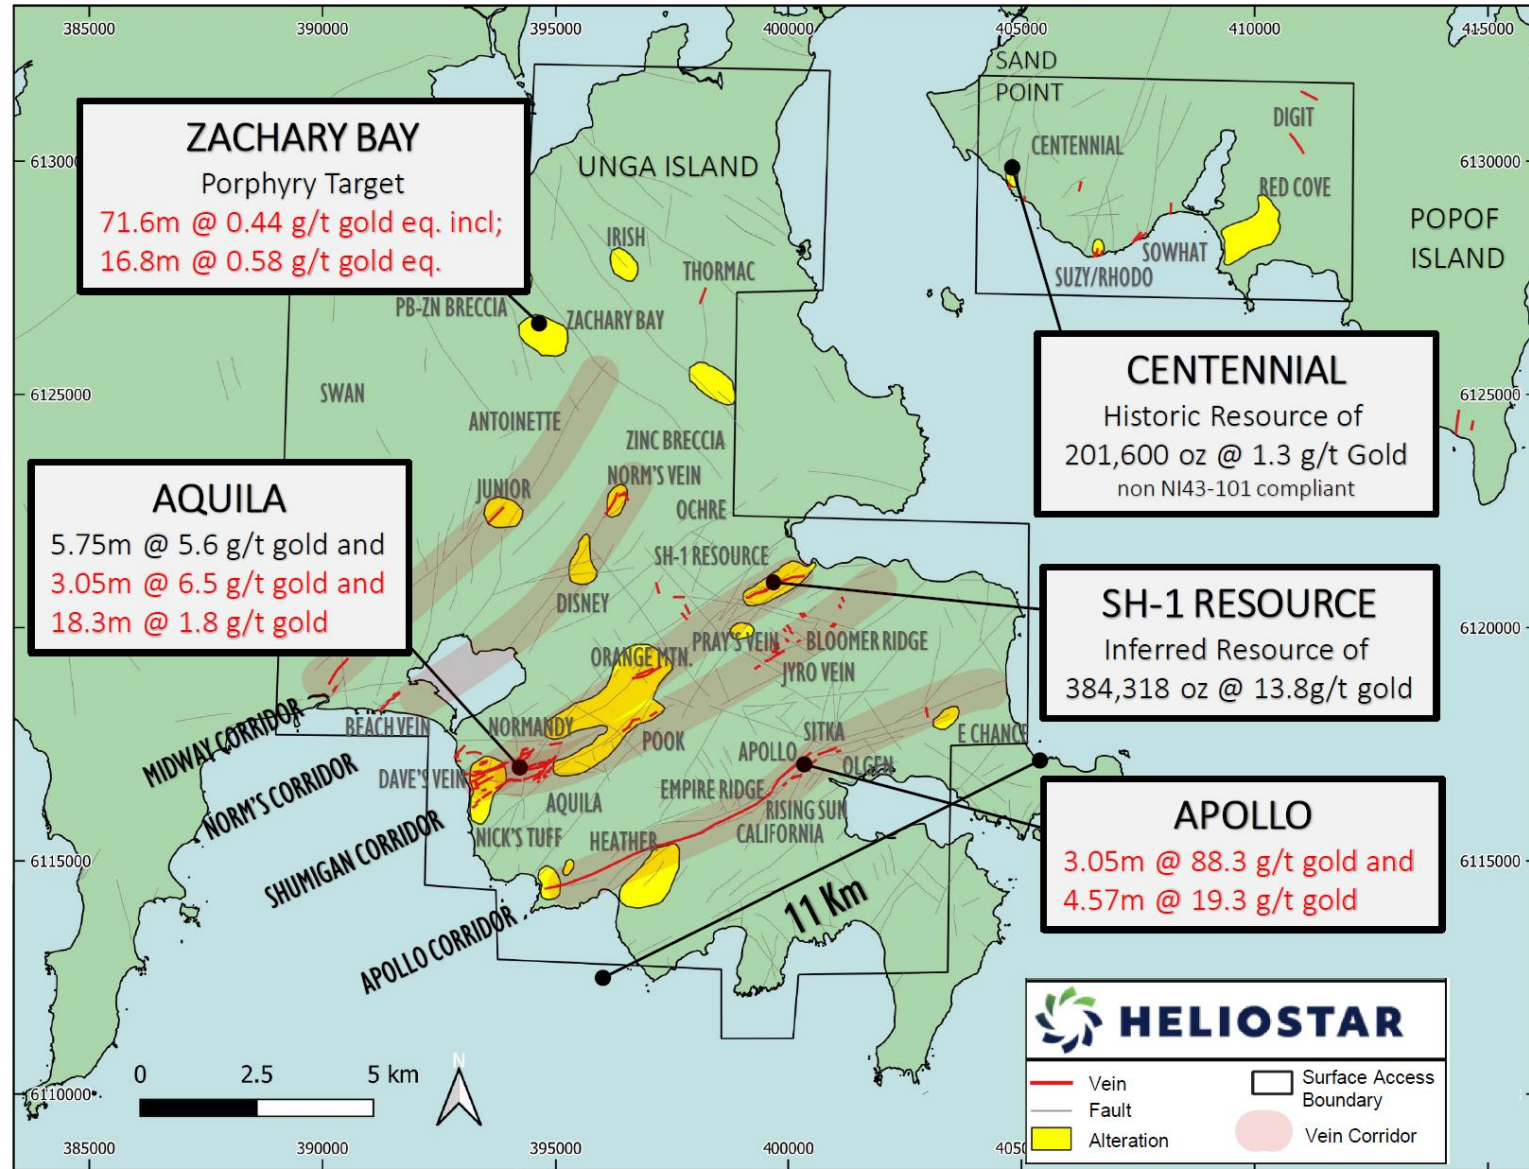 385000
390000
395000
400000
405000
410000
415000
SAND
POINT
ZACHARY BAY
Porphyry Target
71.6m @ 0.44 g/t gold eq. incl;
16.8m @ 0.58 g/t gold eq.
UNGA ISLAND
DIGIT
CENTENNIAL
613000
6130000
RED COVE
POPOF
ISLAND
IRISH
SOWHAT
THORMAC
SUZY/RHODO
PB-ZN BRECCIA
ZACHARY BAY
CENTENNIAL
Historic Resource of
201,600 oz @ 1.3 g/t Gold
non NI43-101 compliant
6125000
6125000
SWAN
ANTOINETTE
ZINC BRECCIA
NORM'S VEIN
JUNIOR
OCHRE
AQUILA
5.75m @ 5.6 g/t gold and
3.05m @ 6.5 g/t gold and
18.3m @ 1.8 g/t gold
SH-1 RESOURCE
DISNEY
SH-1 RESOURCE
Inferred Resource of
384,318 oz @ 13.8g/t gold
6120000
PRAY'S VEIN
BLOOMER RIDGE
ORANGE MTN.
JYRO VEIN
BEACH VEIN
NORMANDY
POOK
SITKA
E CHANCE
APOLLO
OLGEN
MIDWAY CORRIDOR
DAVE'S VEIN
AQUILA
EMPIRE RIDGE
RISING SUN
CALIFORNIA
NORM'S CORRIDOR
NICK'S TUFF
HEATHER
APOLLO
3.05m @ 88.3 g/t gold and
4.57m @ 19.3 g/t gold
6115000
6115000
SHUMIGAN CORRIDOR
11 Km
APOLLO CORRIDOR
HELIOSTAR
Vein
Fault
Alteration
Surface Access
Boundary
Vein Corridor
0 2.5 5 km
N
6110000
385000
390000
395000
400000
405
410000
415000